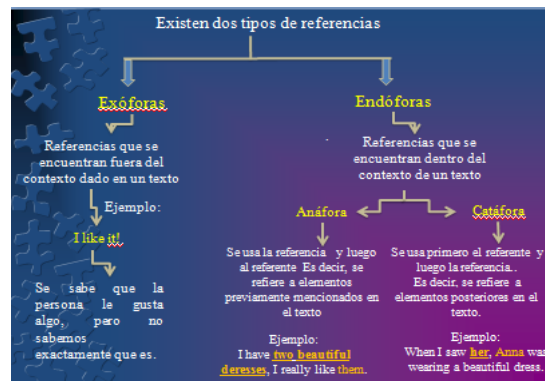 Existen dos tipos de referencias
Exóforas
Referencias que se
encuentran fuera del
contexto dado en un texto
Ejemplo:
I like it!
Se sabe que la
persona le gusta
algo, pero no
sabemos
exactamente que es.
Endóforas
Referencias que se
encuentran dentro del
contexto de un texto
Anáfora
Se usa la referencia y luego
al referente Es decir, se
refiere a elementos
previamente mencionados en
el texto
Ejemplo:
I have two beautiful
deresses, I really like them.
Catáfora
Se usa primero el referente y
luego la referencia..
Es decir, se refiere a
elementos posteriores en el
texto.
Ejemplo:
When I saw her, Anna was
wearing a beautiful dress.